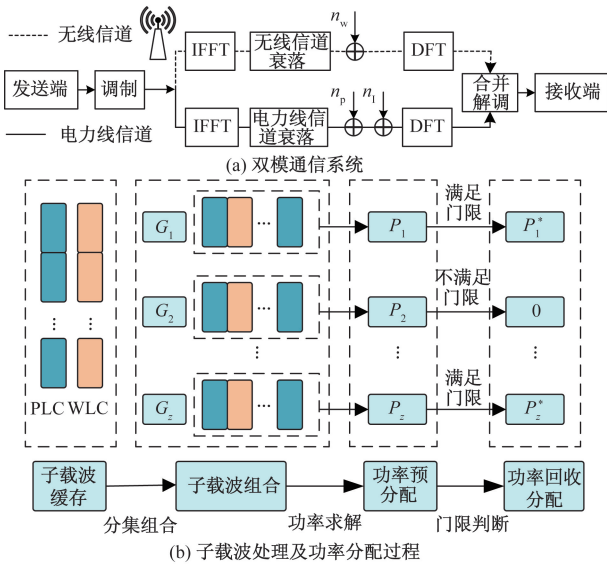 无线信道
发送端
调制
IFFT
无线信道
衰落
n_w
DFT
合并
解调
接收端
电力线信道
IFFT
电力线信
道衰落
n_p
n_I
DFT
(a) 双模通信系统
PLC WLC
G_1
...
P_1
满足
门限
P_1^*
G_2
...
P_2
不满足
门限
0
G_z
...
P_z
满足
门限
P_z^*
子载波
缓存
分集组合
子载波组合
功率求解
功率预
分配
门限判断
功率回收
分配
(b) 子载波处理及功率分配过程